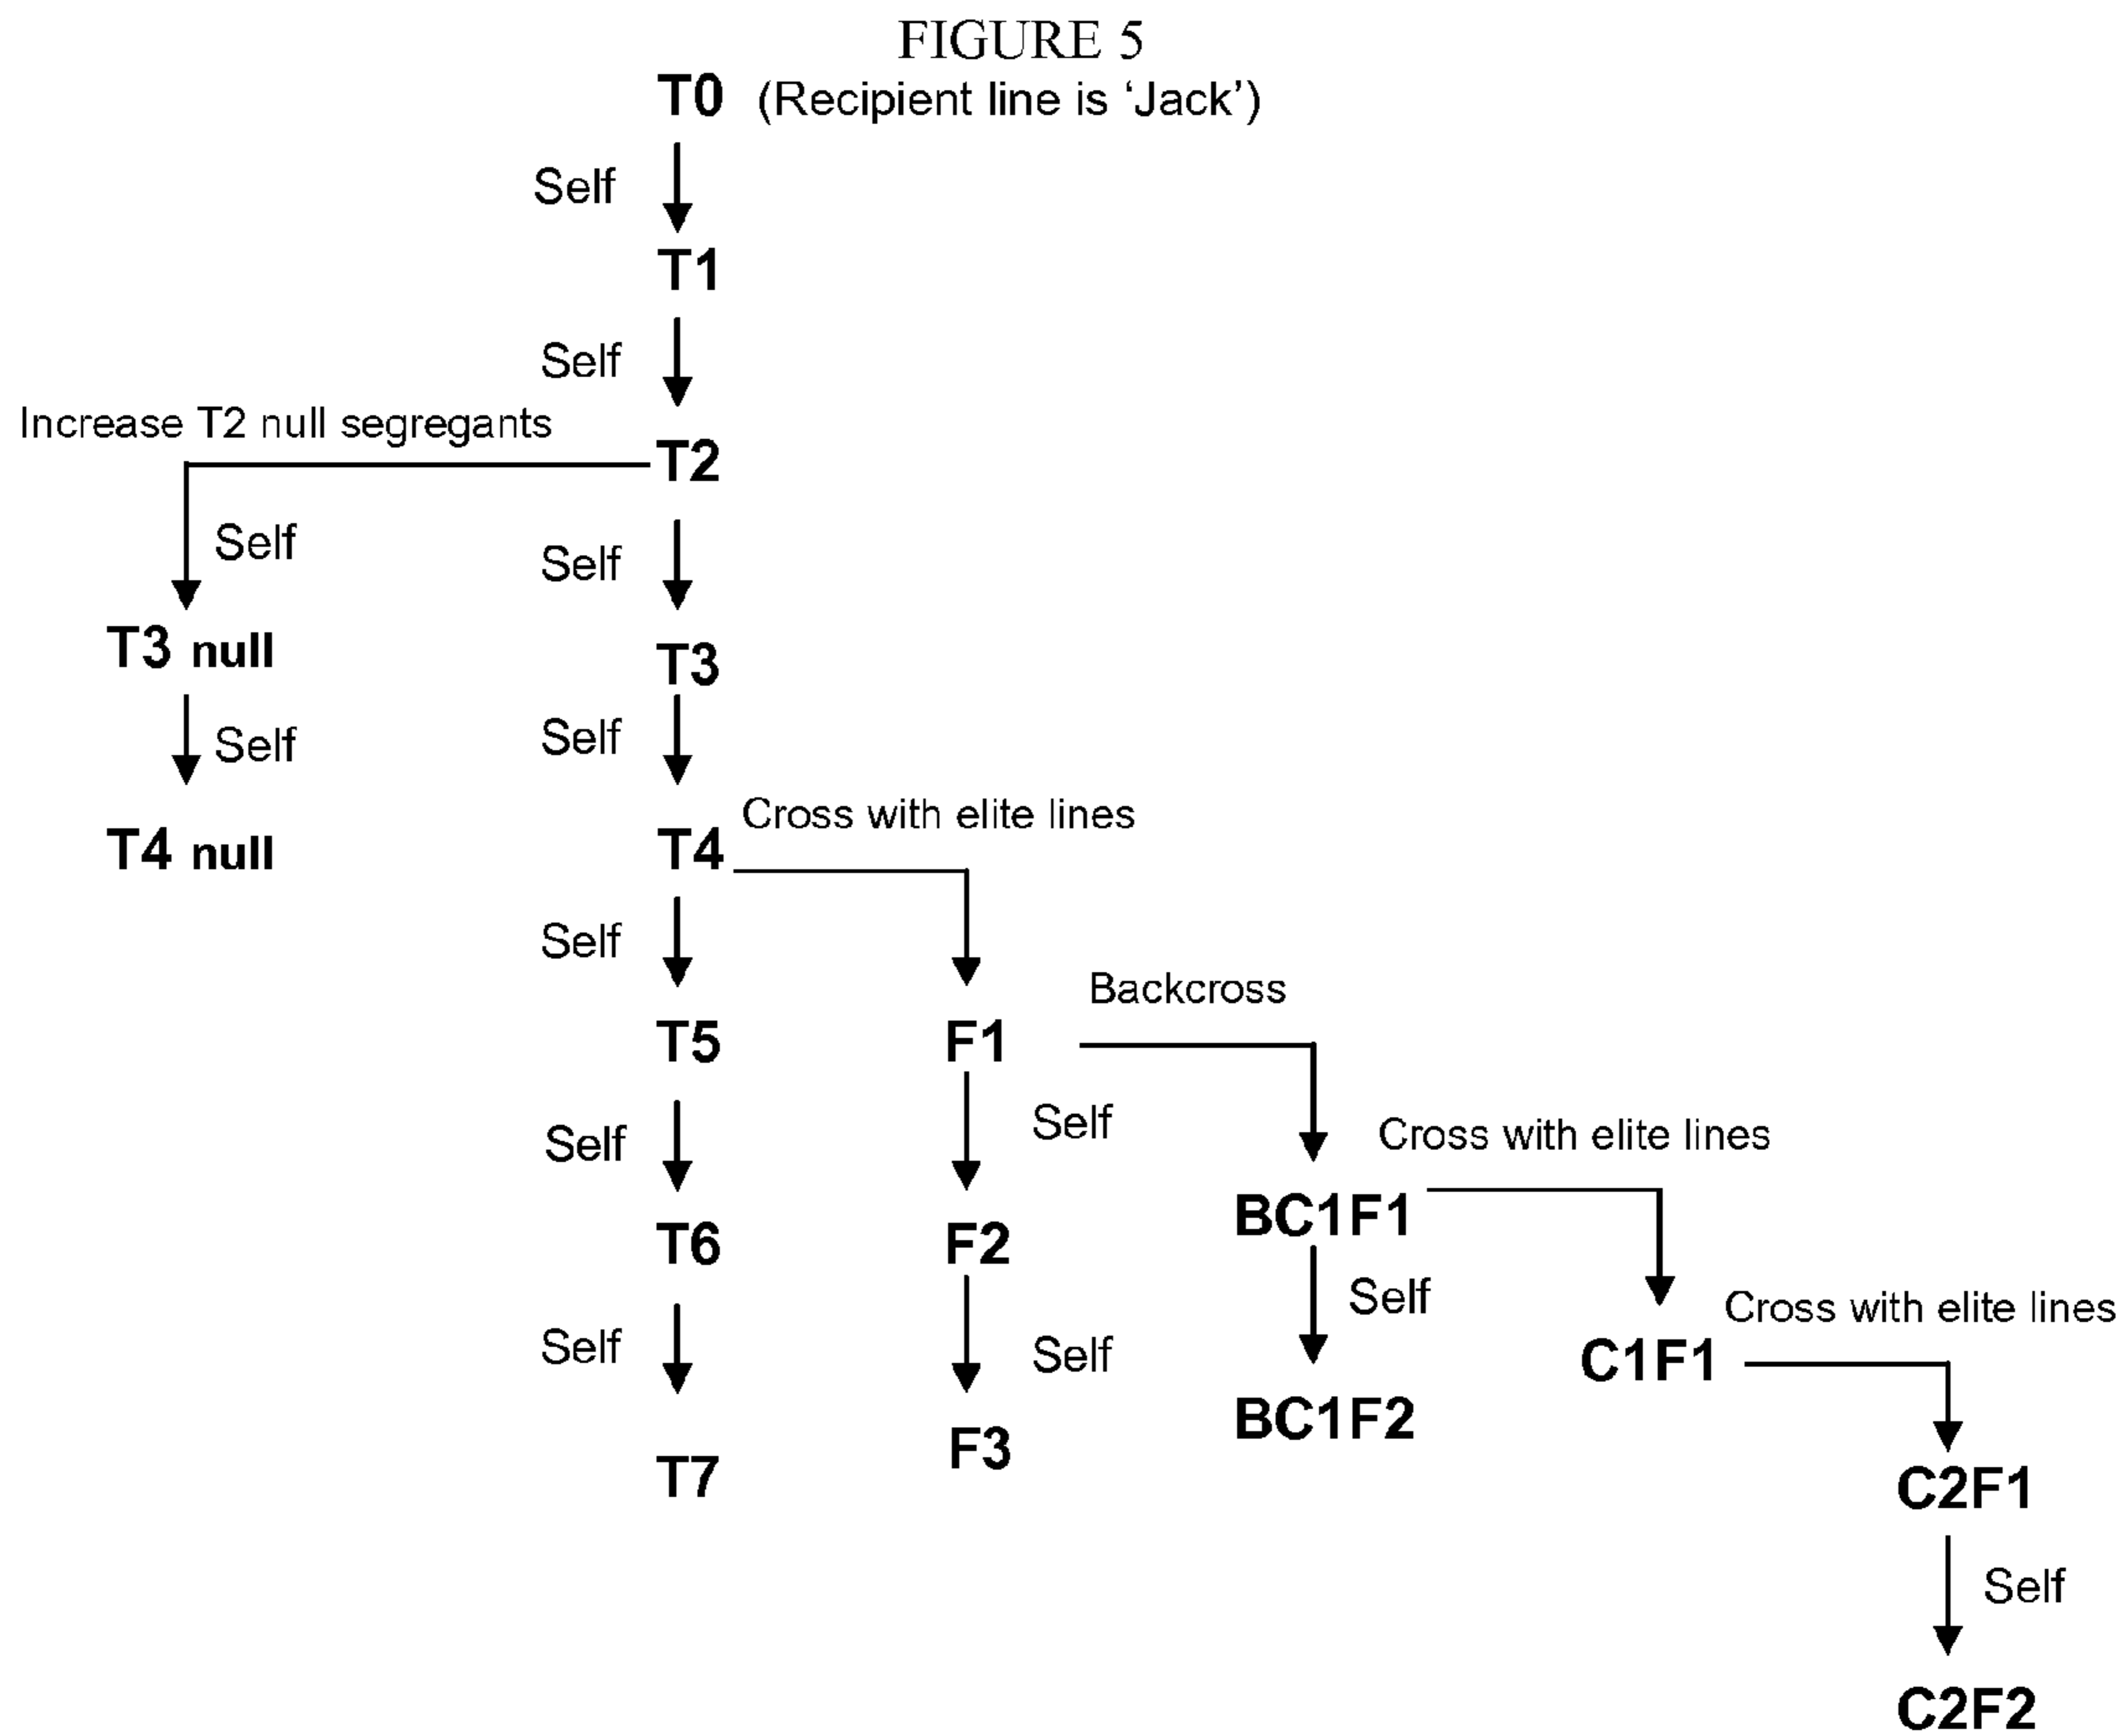 FIGURE 5
T0 (Recipient line is ‘Jack’)
Self
T1
Self
Increase T2 null segregants
T2
Self
Self
T3 null
T3
Self
Self
T4 null
T4
Cross with elite lines
Self
Backcross
T5
F1
Self
Self
Cross with elite lines
T6
F2
BC1F1
Self
Self
Self
Cross with elite lines
C1F1
T7
F3
BC1F2
C2F1
Self
C2F2